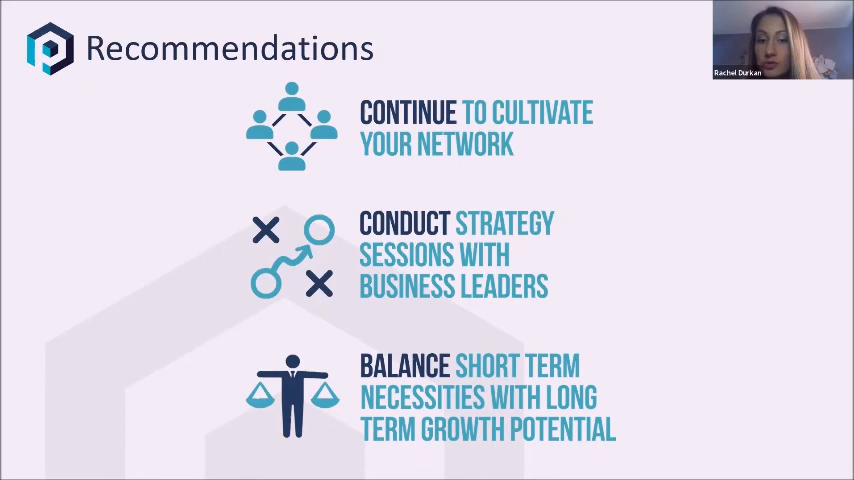 Recommendations
Rachel Durkan
CONTINUE TO CULTIVATE
YOUR NETWORK
CONDUCT STRATEGY
SESSIONS WITH
BUSINESS LEADERS
BALANCE SHORT TERM
NECESSITIES WITH LONG
TERM GROWTH POTENTIAL